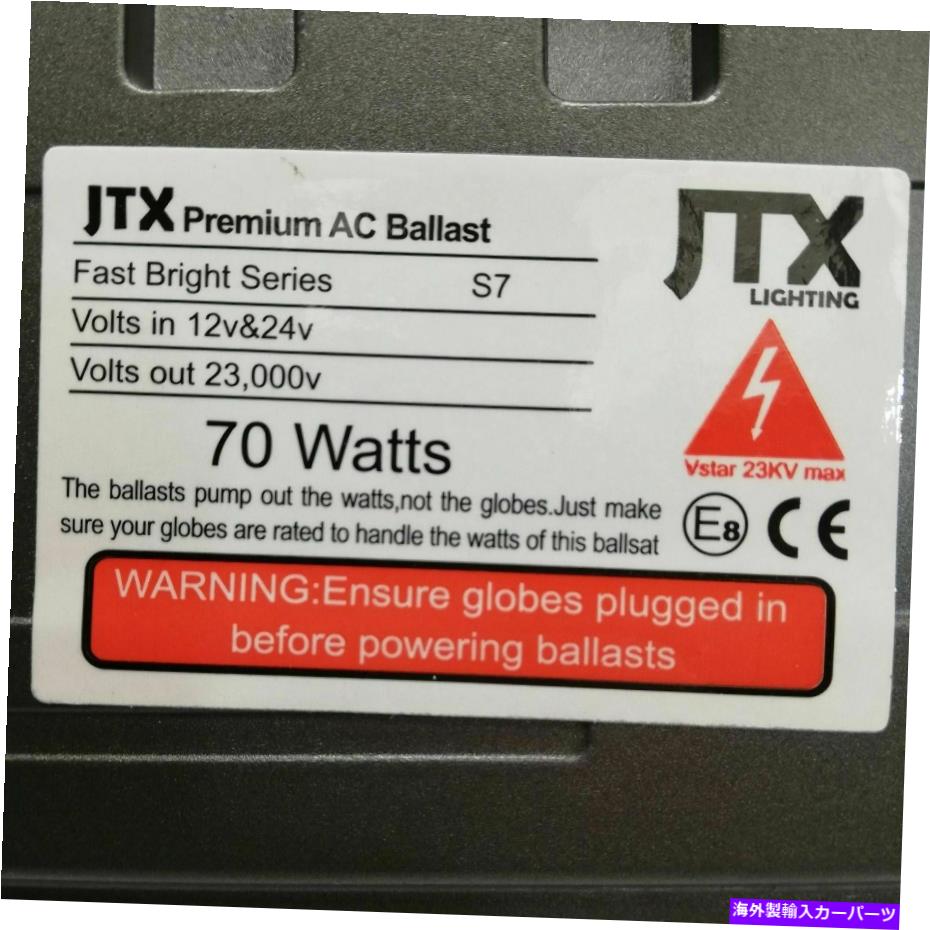 JTX Premium AC Ballast
Fast Bright Series S7
Volts in 12v&24v
Volts out 23,000v
70 Watts
The ballasts pump out the watts,not the globes.Just make
sure your globes are rated to handle the watts of this ballsat
WARNING:Ensure globes plugged in
before powering ballasts
JTX
LIGHTING
Vstar 23KV max
E8 CE
海外製輸入カーパーツ